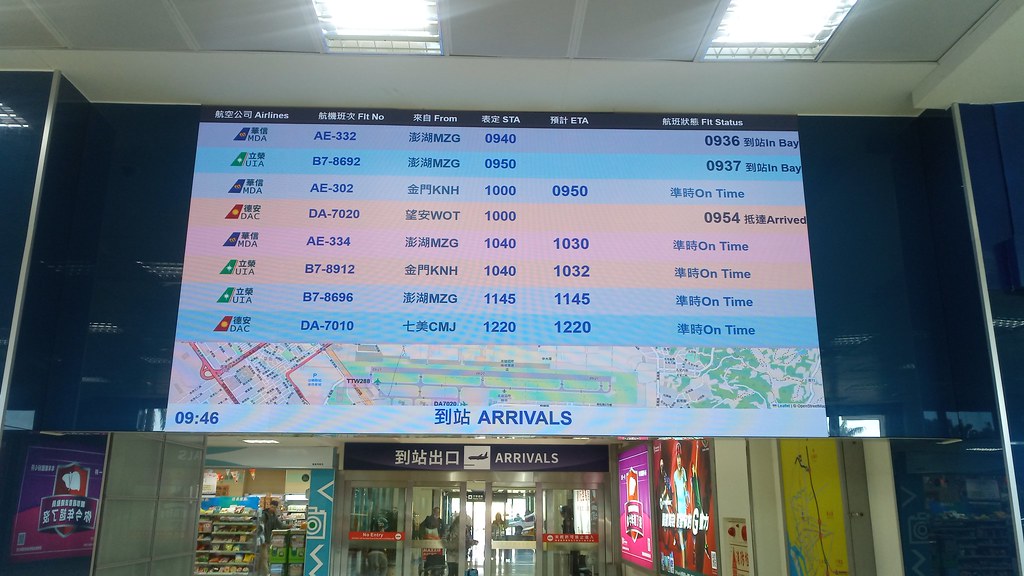 航空公司 Airlines 航機班次 Flt No 來自 From 表定 STA 預計 ETA 航班狀態 Flt Status
華信 MDA AE-332 澎湖MZG 0940 0936 到站In Bay
立榮 UIA B7-8692 澎湖MZG 0950 0937 到站In Bay
華信 MDA AE-302 金門KNH 1000 0950 準時On Time
德安 DAC DA-7020 望安WOT 1000 0954 抵達Arrived
華信 MDA AE-334 澎湖MZG 1040 1030 準時On Time
立榮 UIA B7-8912 金門KNH 1040 1032 準時On Time
立榮 UIA B7-8696 澎湖MZG 1145 1145 準時On Time
德安 DAC DA-7010 七美CMJ 1220 1220 準時On Time
TTW288
DA7020
Leaflet | © OpenStreetMap
09:46 到站 ARRIVALS
到站出口 ARRIVALS
No Entry